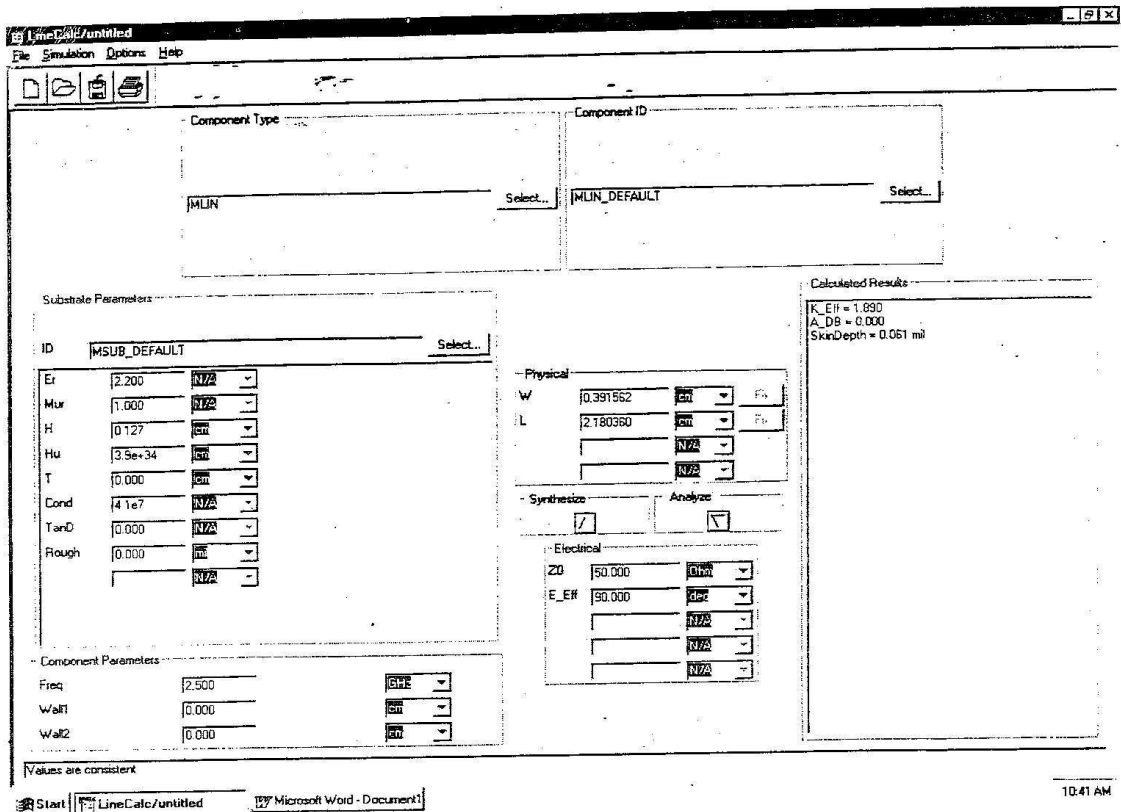 LineCalc/untitled
File Simulation Options Help
Component Type
MLIN
Select...
Component ID
MLIN_DEFAULT
Select...
Substrate Parameters
ID MSUB_DEFAULT Select...
Er 2.200 N/A
Mur 1.000 N/A
H 0.127 cm
Hu 3.9e+34 cm
T 0.000 cm
Cond 4.1e7 N/A
TanD 0.000 N/A
Rough 0.000 mil
N/A
Component Parameters
Freq 2.500 GHz
Wall1 0.000 cm
Wall2 0.000 cm
Physical
W 0.391562 cm
L 2.180360 cm
N/A
N/A
Synthesize
Analyze
Electrical
Z0 50.000 Ohm
E_Eff 90.000 deg
N/A
N/A
N/A
Calculated Results
K_Eff = 1.890
A_DB = 0.000
SkinDepth = 0.061 mil
Values are consistent
Start LineCalc/untitled Microsoft Word - Document1 10:41 AM